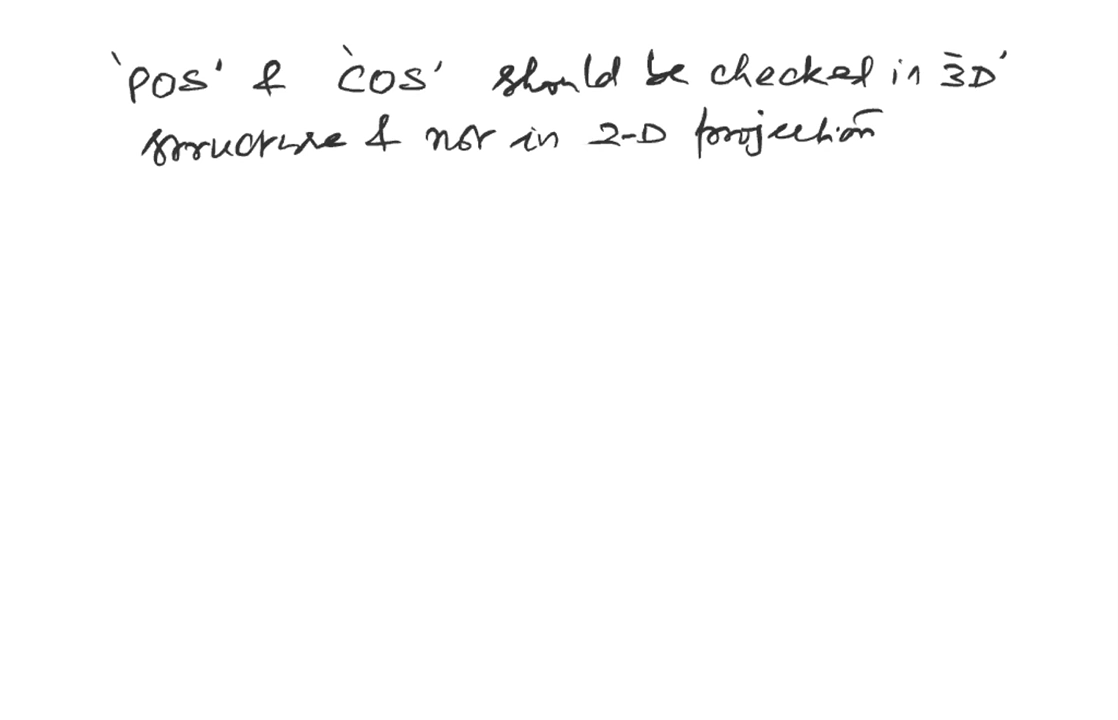 'POS' & 'COS' should be checked in '3D'
structure & not in 2-D projection